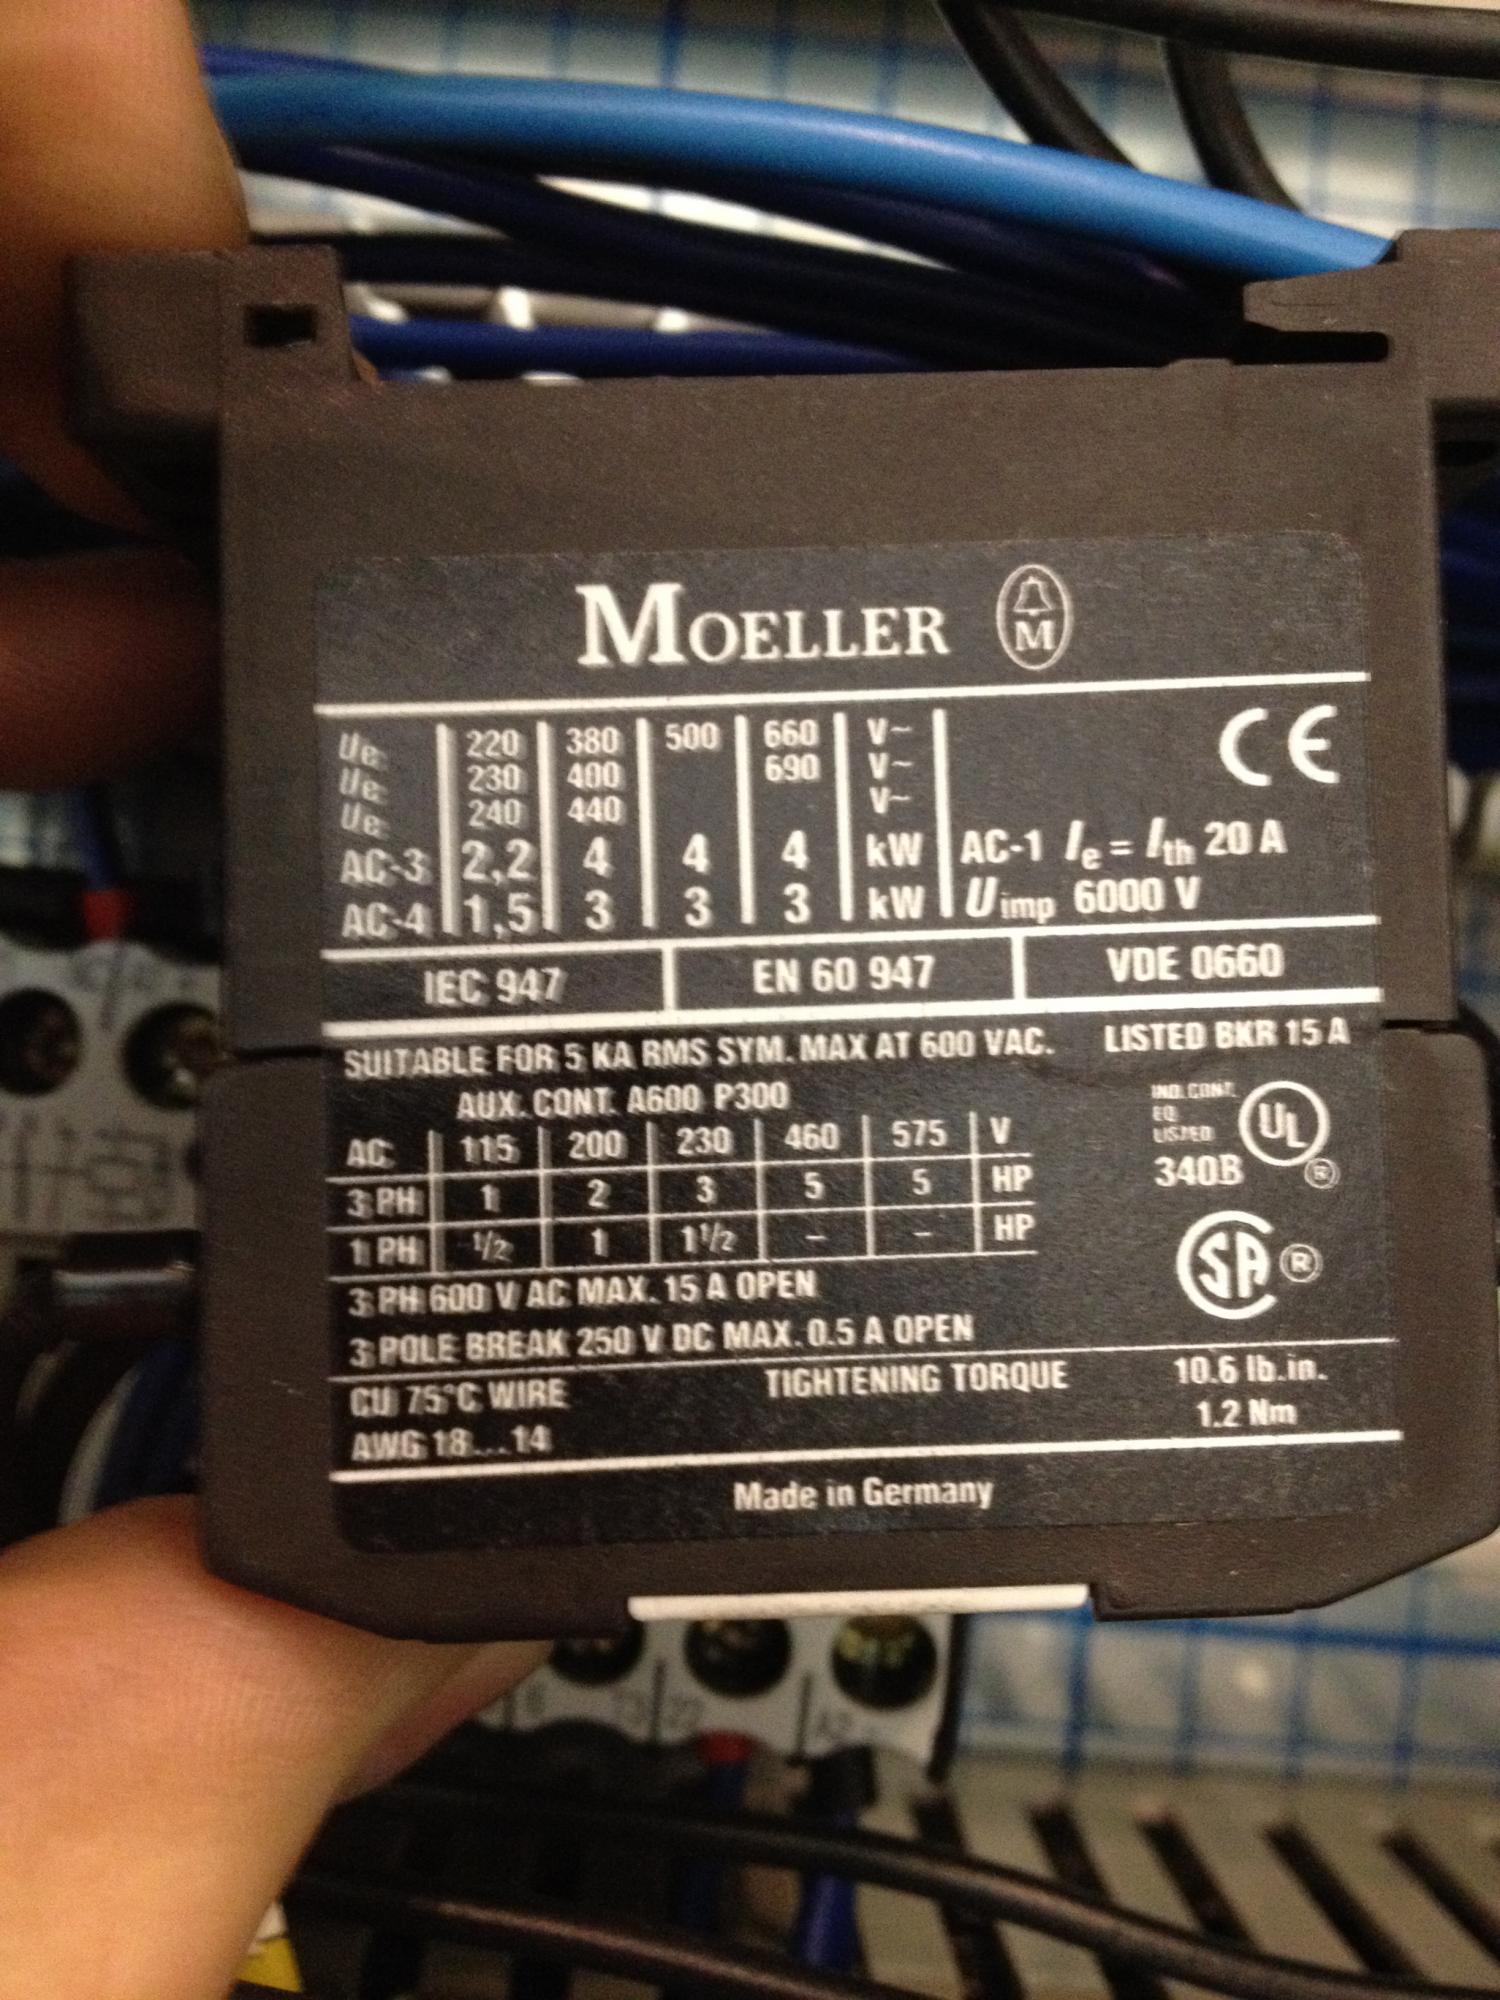 MOELLER M
Ue: 220 380 500 660 V~
Ue: 230 400 690 V~
Ue: 240 440 V~
CE
AC-3 2,2 4 4 4 kW AC-1 Ie = Ith 20 A
AC-4 1,5 3 3 3 kW Uimp 6000 V
IEC 947 EN 60 947 VDE 0660
SUITABLE FOR 5 KA RMS SYM. MAX AT 600 VAC. LISTED BKR 15 A
AUX. CONT. A600 P300
AC: 115 200 230 460 575 V
3 PH 1 2 3 5 5 HP
1 PH 1/2 1 1 1/2 – – HP
IND. CONT.
EQ.
LISTED
340B
UL ®
SA ®
3 PH 600 V AC MAX. 15 A OPEN
3 POLE BREAK 250 V DC MAX. 0.5 A OPEN
CU 75°C WIRE TIGHTENING TORQUE 10.6 lb.in.
AWG 18...14 1.2 Nm
Made in Germany
22 A2